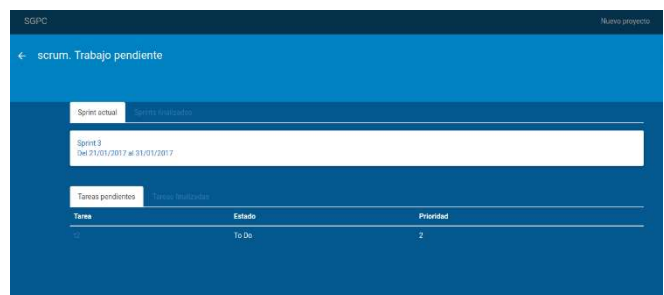 SGPC Nuevo proyecto
← scrum. Trabajo pendiente
Sprint actual Sprints finalizados
Sprint 3
Del 21/01/2017 al 31/01/2017
Tareas pendientes Tareas finalizadas
Tarea Estado Prioridad
12 To Do 2